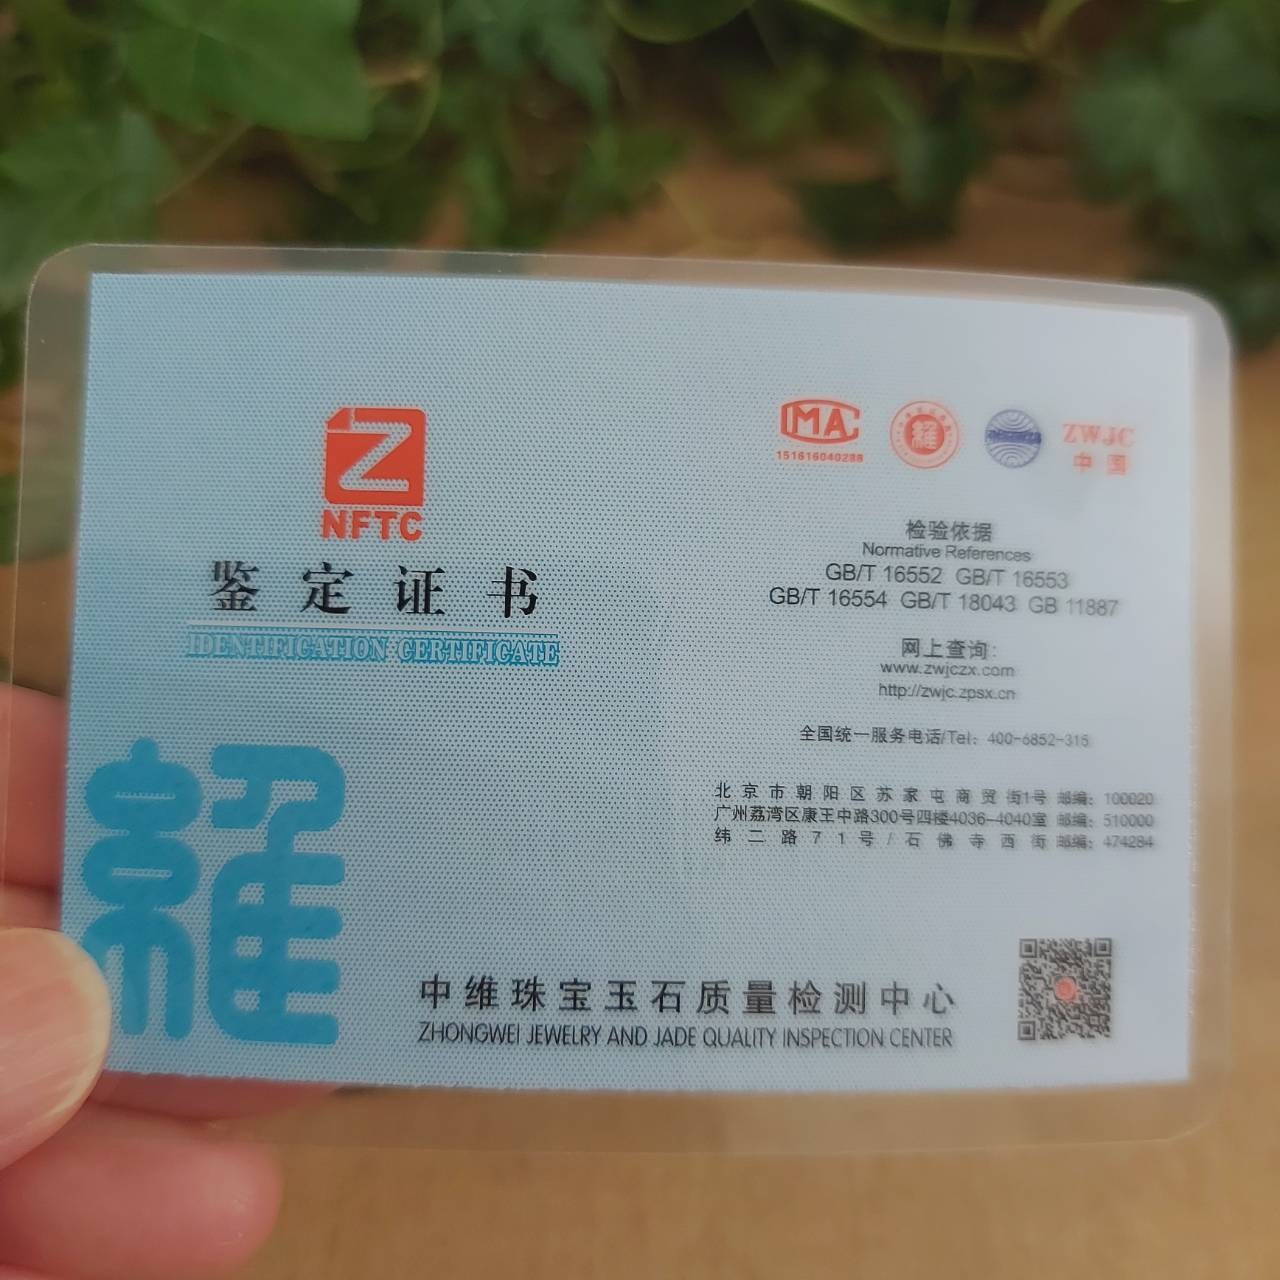 NFTC
鉴定证书
IDENTIFICATION CERTIFICATE
中维珠宝玉石质量检测中心
ZHONGWEI JEWELRY AND JADE QUALITY INSPECTION CENTER
CMA
151616040288
ZWJC
中国
检验依据
Normative References
GB/T 16552 GB/T 16553
GB/T 16554 GB/T 18043 GB 11887
网上查询:
www.zwjczx.com
http://zwjc.zpsx.cn
全国统一服务电话/Tel: 400-6852-315
北京市朝阳区苏家屯商贸街1号 邮编: 100020
广州荔湾区康王中路300号四楼4036-4040室 邮编: 510000
纬二路71号/石佛寺西街 邮编: 474284